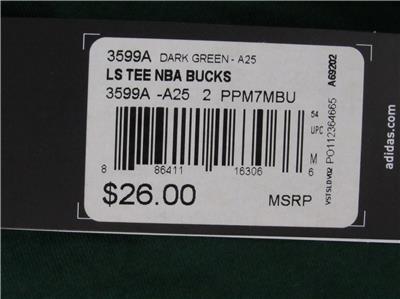 3599A DARK GREEN - A25
LS TEE NBA BUCKS
3599A -A25 2 PPM7MBU
54
UPC
M
8 86411 16306 6
$26.00 MSRP
VSTSLDV02 PO112364665 A69202
adidas.com